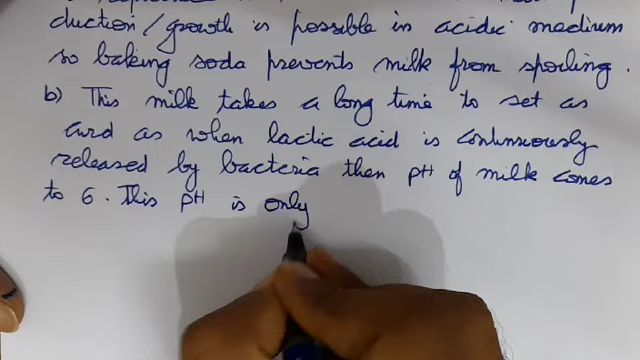 duction/growth is possible in acidic medium
so baking soda prevents milk from spoiling.
b) This milk takes a long time to set as
curd as when lactic acid is continuously
released by bacteria then pH of milk comes
to 6. This pH is only